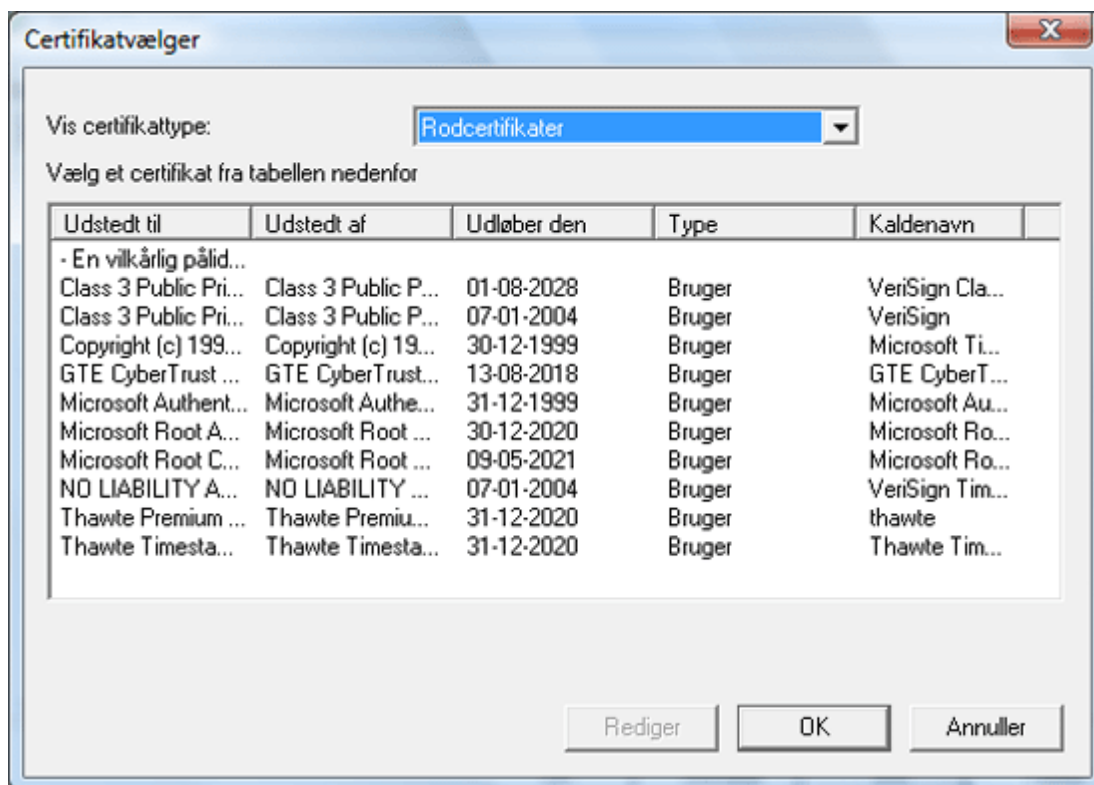 Certifikatvælger
Vis certifikattype: Rodcertifikater
Vælg et certifikat fra tabellen nedenfor
Udstedt til Udstedt af Udløber den Type Kaldenavn
- En vilkårlig pålid...
Class 3 Public Pri... Class 3 Public P... 01-08-2028 Bruger VeriSign Cla...
Class 3 Public Pri... Class 3 Public P... 07-01-2004 Bruger VeriSign
Copyright (c) 199... Copyright (c) 19... 30-12-1999 Bruger Microsoft Ti...
GTE CyberTrust ... GTE CyberTrust... 13-08-2018 Bruger GTE CyberT...
Microsoft Authent... Microsoft Authe... 31-12-1999 Bruger Microsoft Au...
Microsoft Root A... Microsoft Root ... 30-12-2020 Bruger Microsoft Ro...
Microsoft Root C... Microsoft Root ... 09-05-2021 Bruger Microsoft Ro...
NO LIABILITY A... NO LIABILITY ... 07-01-2004 Bruger VeriSign Tim...
Thawte Premium ... Thawte Premiu... 31-12-2020 Bruger thawte
Thawte Timesta... Thawte Timesta... 31-12-2020 Bruger Thawte Tim...
Rediger OK Annuller